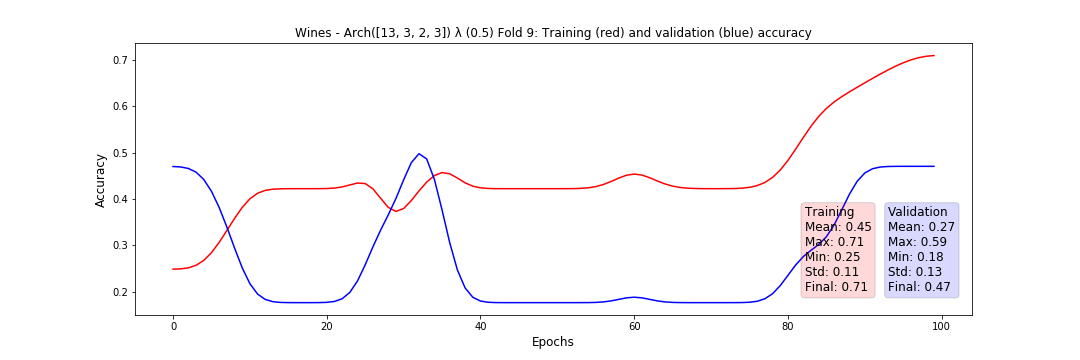 Wines - Arch([13, 3, 2, 3]) λ (0.5) Fold 9: Training (red) and validation (blue) accuracy
Accuracy
0.7
0.6
0.5
0.4
0.3
0.2
Training
Mean: 0.45
Max: 0.71
Min: 0.25
Std: 0.11
Final: 0.71
Validation
Mean: 0.27
Max: 0.59
Min: 0.18
Std: 0.13
Final: 0.47
0 20 40 60 80 100
Epochs